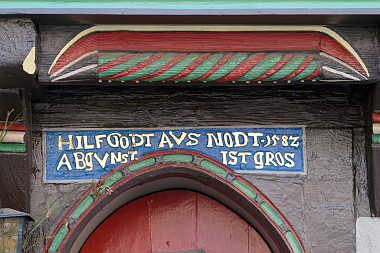 HILF GODT AVS NODT · 1582
ABGVNST IST GROS